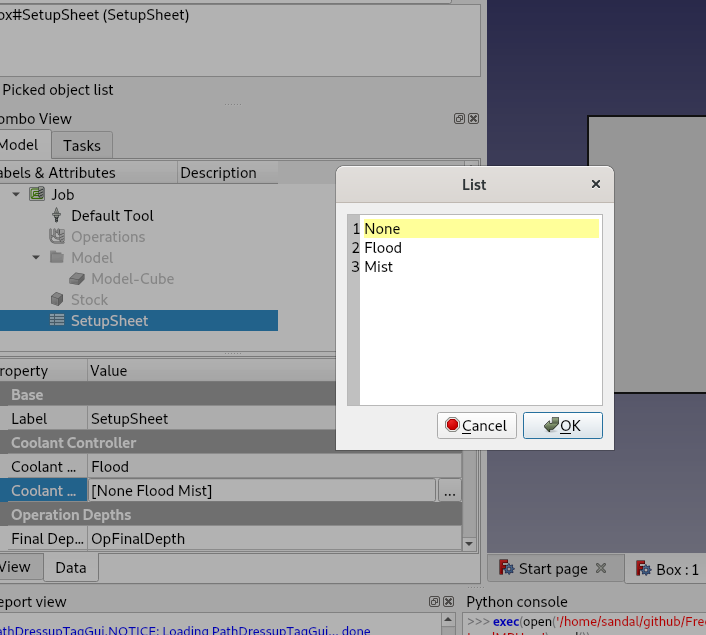 ox#SetupSheet (SetupSheet)
Picked object list
ombo View
Model
Tasks
abels & Attributes
Description
Job
Default Tool
Operations
Model
Model-Cube
Stock
SetupSheet
roperty
Value
Base
Label
SetupSheet
Coolant Controller
Coolant ...
Flood
Coolant ...
[None Flood Mist]
...
Operation Depths
Final Dep...
OpFinalDepth
View
Data
List
1 None
2 Flood
3 Mist
Cancel
OK
Start page
Box : 1
eport view
Python console
athDressupTagGui.NOTICE: Loading PathDressupTagGui... done
>>> exec(open('/home/sandal/github/Free